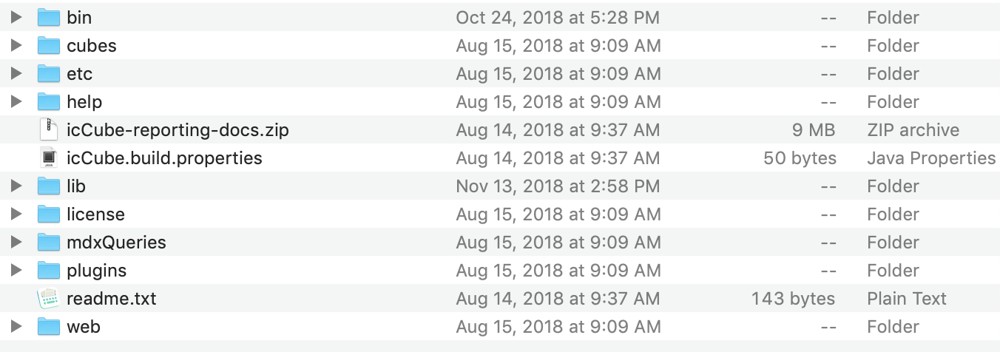 bin Oct 24, 2018 at 5:28 PM -- Folder
cubes Aug 15, 2018 at 9:09 AM -- Folder
etc Aug 15, 2018 at 9:09 AM -- Folder
help Aug 15, 2018 at 9:09 AM -- Folder
icCube-reporting-docs.zip Aug 14, 2018 at 9:37 AM 9 MB ZIP archive
icCube.build.properties Aug 14, 2018 at 9:37 AM 50 bytes Java Properties
lib Nov 13, 2018 at 2:58 PM -- Folder
license Aug 15, 2018 at 9:09 AM -- Folder
mdxQueries Aug 15, 2018 at 9:09 AM -- Folder
plugins Aug 15, 2018 at 9:09 AM -- Folder
readme.txt Aug 14, 2018 at 9:37 AM 143 bytes Plain Text
web Aug 15, 2018 at 9:09 AM -- Folder